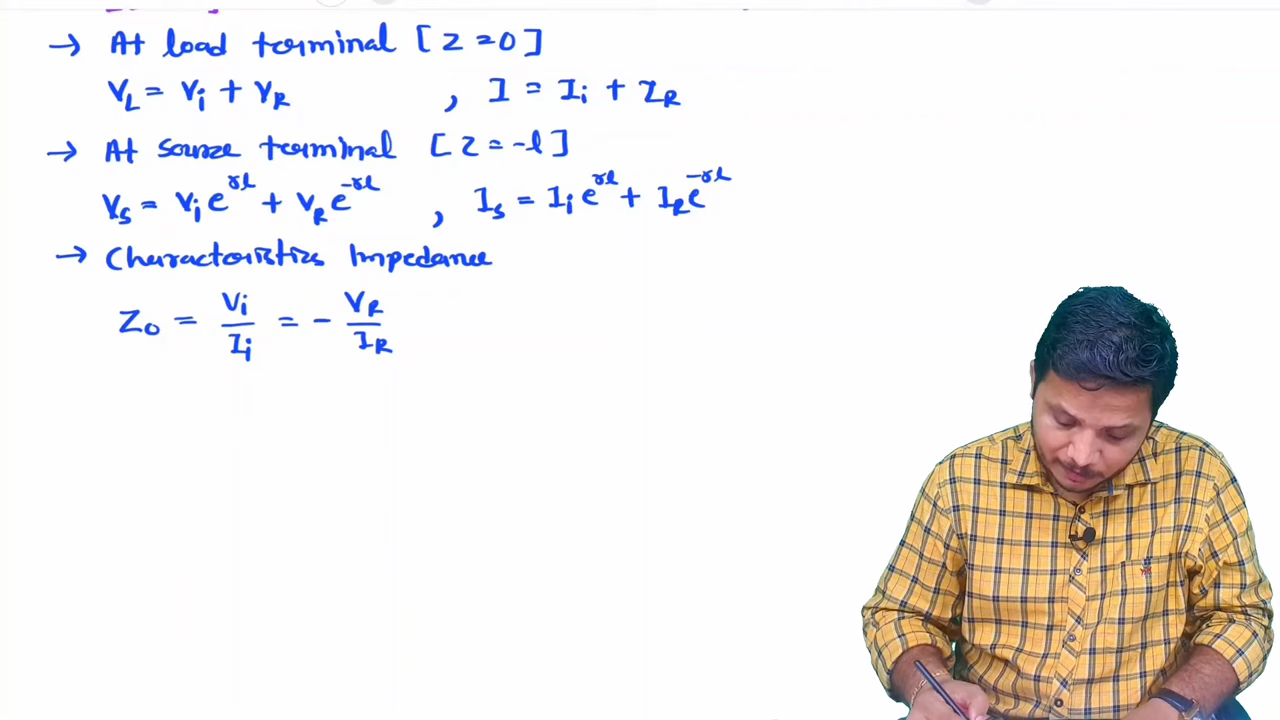 → At load terminal [Z=0]
V_L = V_i + V_R , I = I_i + I_R
→ At source terminal [Z=-l]
V_S = V_i e^{γl} + V_R e^{-γl} , I_S = I_i e^{γl} + I_R e^{-γl}
→ Characteristics Impedance
Z_0 = V_i/I_i = - V_R/I_R